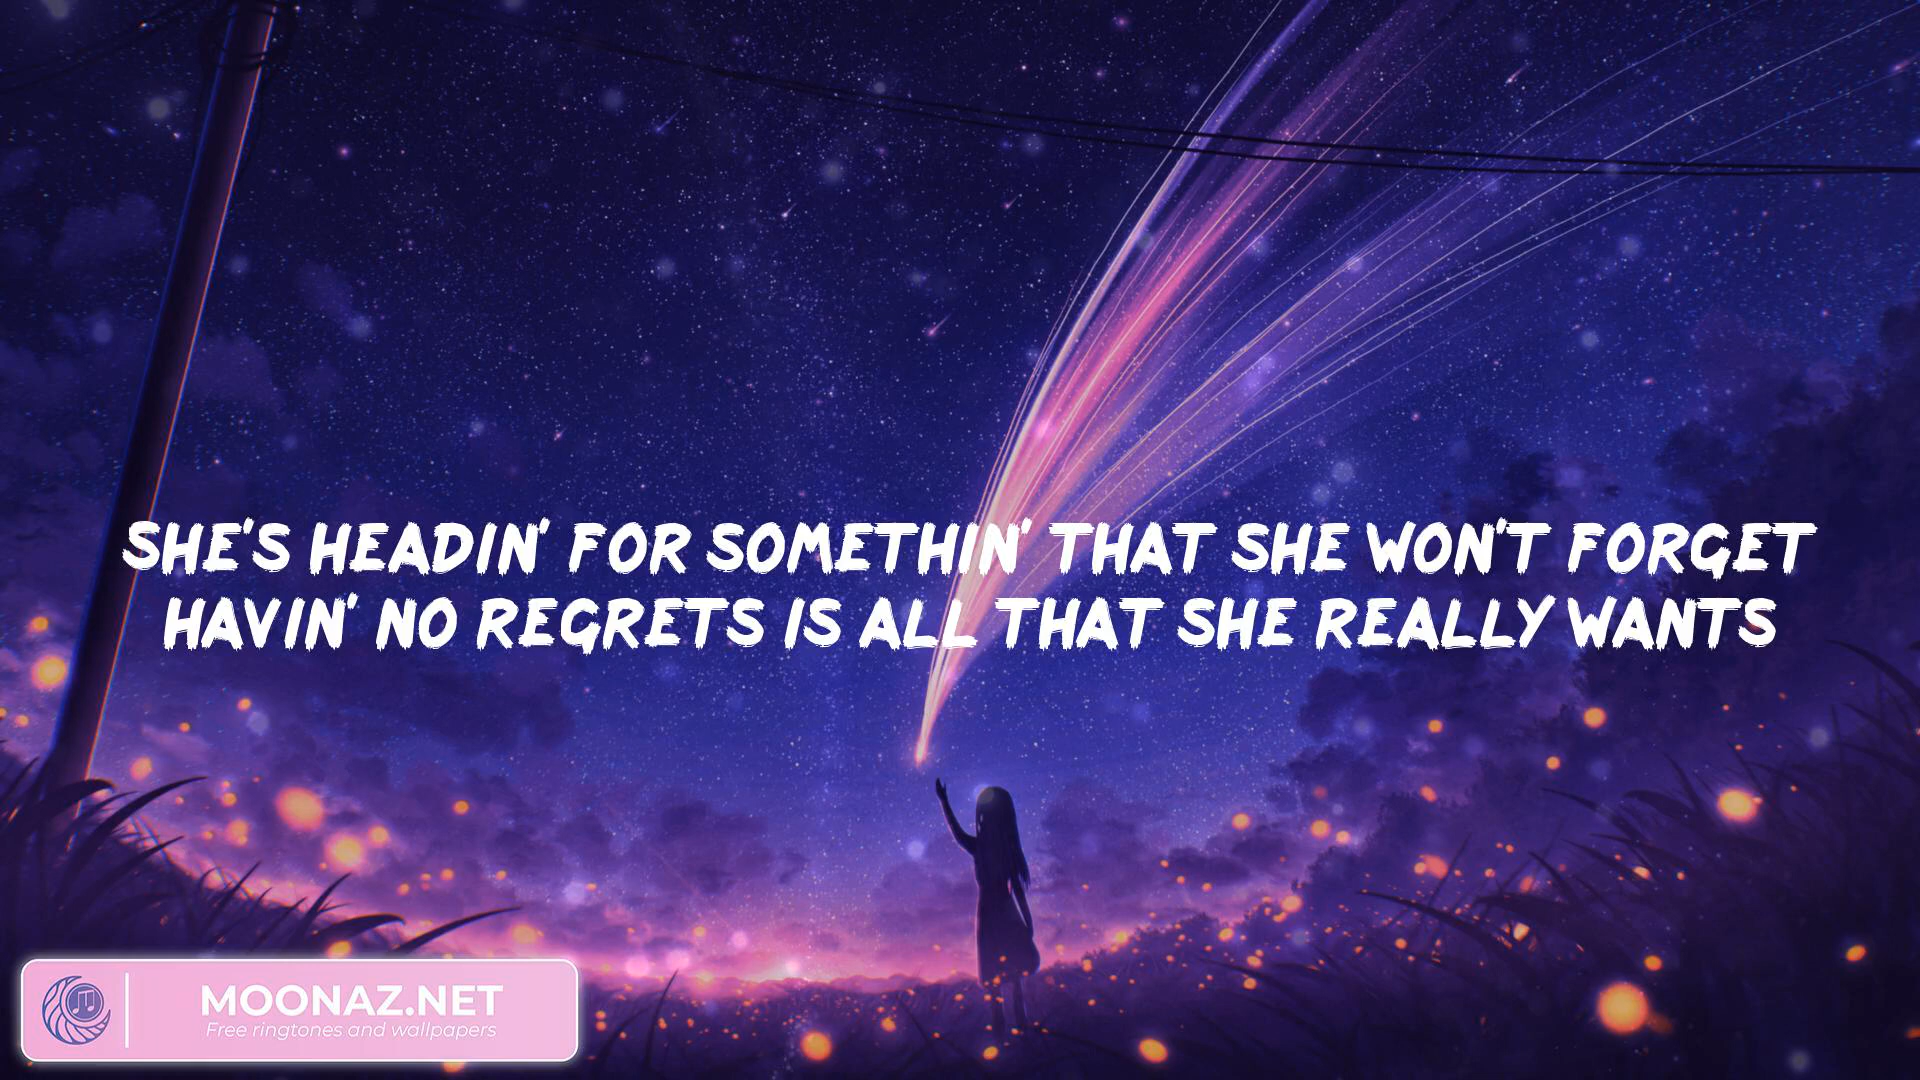 SHE'S HEADIN' FOR SOMETHIN' THAT SHE WON'T FORGET
HAVIN' NO REGRETS IS ALL THAT SHE REALLY WANTS
MOONAZ.NET
Free ringtones and wallpapers